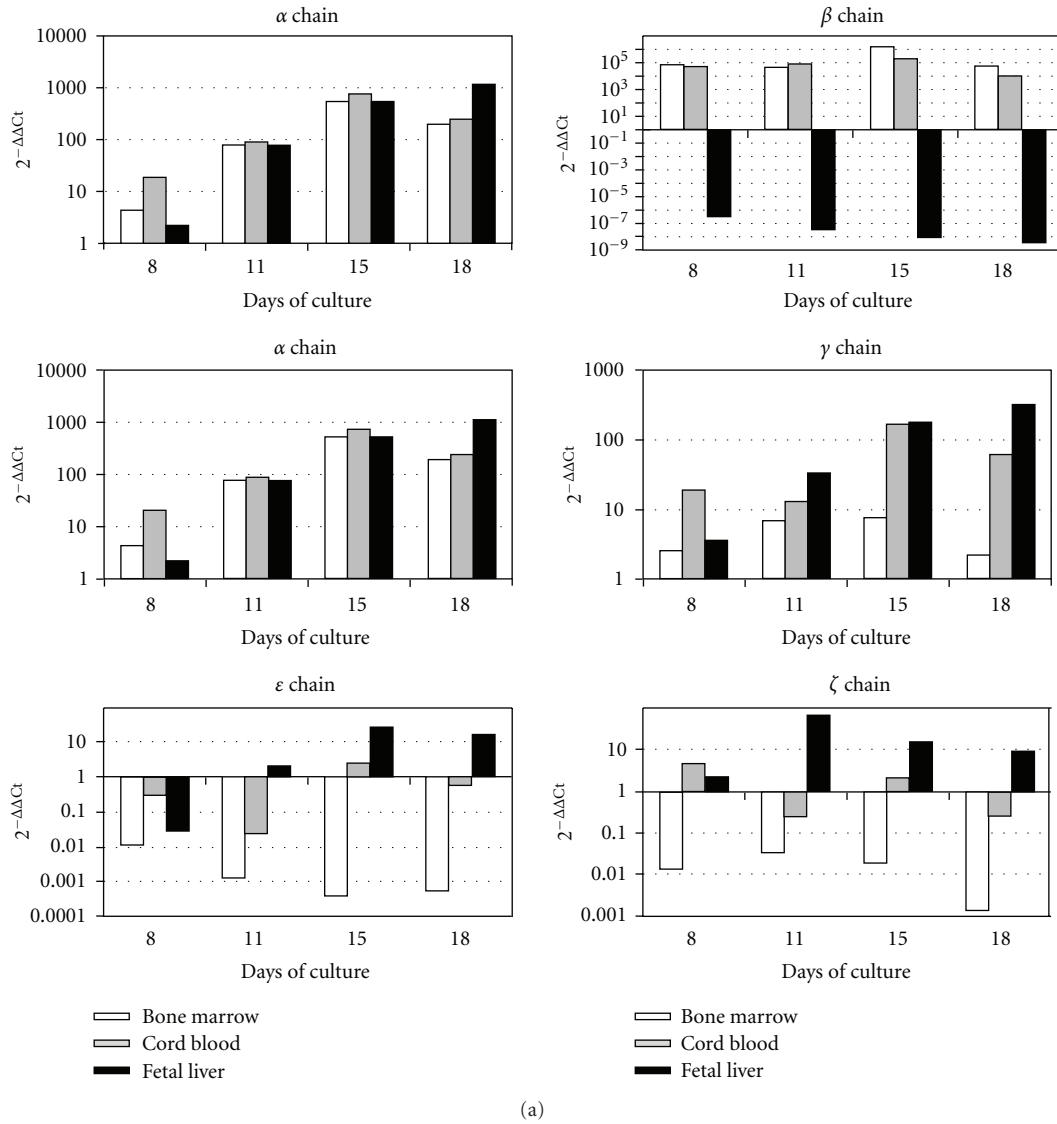 α chain
10000
1000
100
10
1
2^−ΔΔCt
8 11 15 18
Days of culture
β chain
10^5
10^3
10^1
10^−1
10^−1
10^−3
10^−5
10^−7
10^−9
2^−ΔΔCt
8 11 15 18
Days of culture
α chain
10000
1000
100
10
1
2^−ΔΔCt
8 11 15 18
Days of culture
γ chain
1000
100
10
1
2^−ΔΔCt
8 11 15 18
Days of culture
ε chain
10
1
0.1
0.01
0.001
0.0001
2^−ΔΔCt
8 11 15 18
Days of culture
ζ chain
10
1
0.1
0.01
0.001
2^−ΔΔCt
8 11 15 18
Days of culture
Bone marrow
Cord blood
Fetal liver
Bone marrow
Cord blood
Fetal liver
(a)